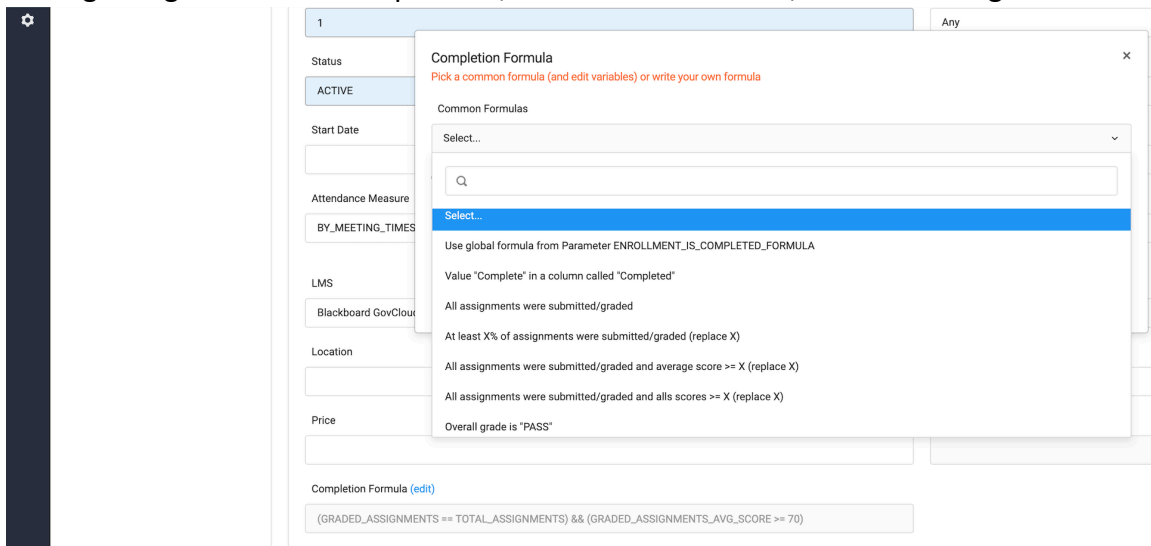 1
Any
Status
ACTIVE
Start Date
Attendance Measure
BY_MEETING_TIMES
LMS
Blackboard GovClou
Location
Price
Completion Formula (edit)
(GRADED_ASSIGNMENTS == TOTAL_ASSIGNMENTS) && (GRADED_ASSIGNMENTS_AVG_SCORE >= 70)
Completion Formula
×
Pick a common formula (and edit variables) or write your own formula
Common Formulas
Select...
Select...
Use global formula from Parameter ENROLLMENT_IS_COMPLETED_FORMULA
Value "Complete" in a column called "Completed"
All assignments were submitted/graded
At least X% of assignments were submitted/graded (replace X)
All assignments were submitted/graded and average score >= X (replace X)
All assignments were submitted/graded and alls scores >= X (replace X)
Overall grade is "PASS"